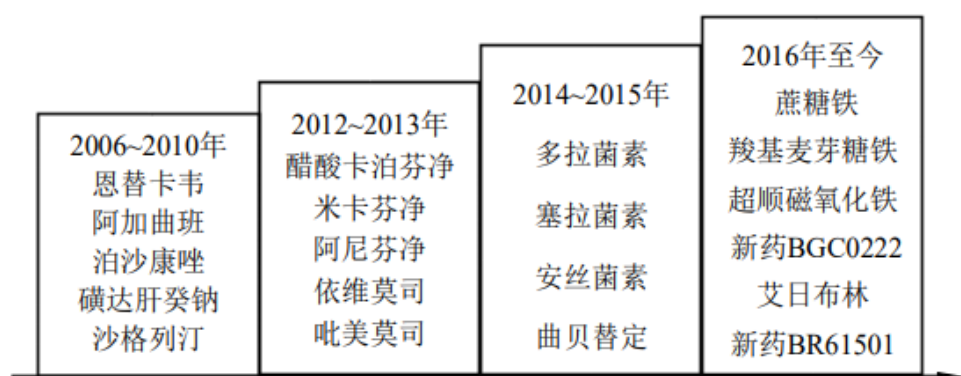 2006~2010年
恩替卡韦
阿加曲班
泊沙康唑
磺达肝癸钠
沙格列汀
2012~2013年
醋酸卡泊芬净
米卡芬净
阿尼芬净
依维莫司
吡美莫司
2014~2015年
多拉菌素
塞拉菌素
安丝菌素
曲贝替定
2016年至今
蔗糖铁
羧基麦芽糖铁
超顺磁氧化铁
新药BGC0222
艾日布林
新药BR61501